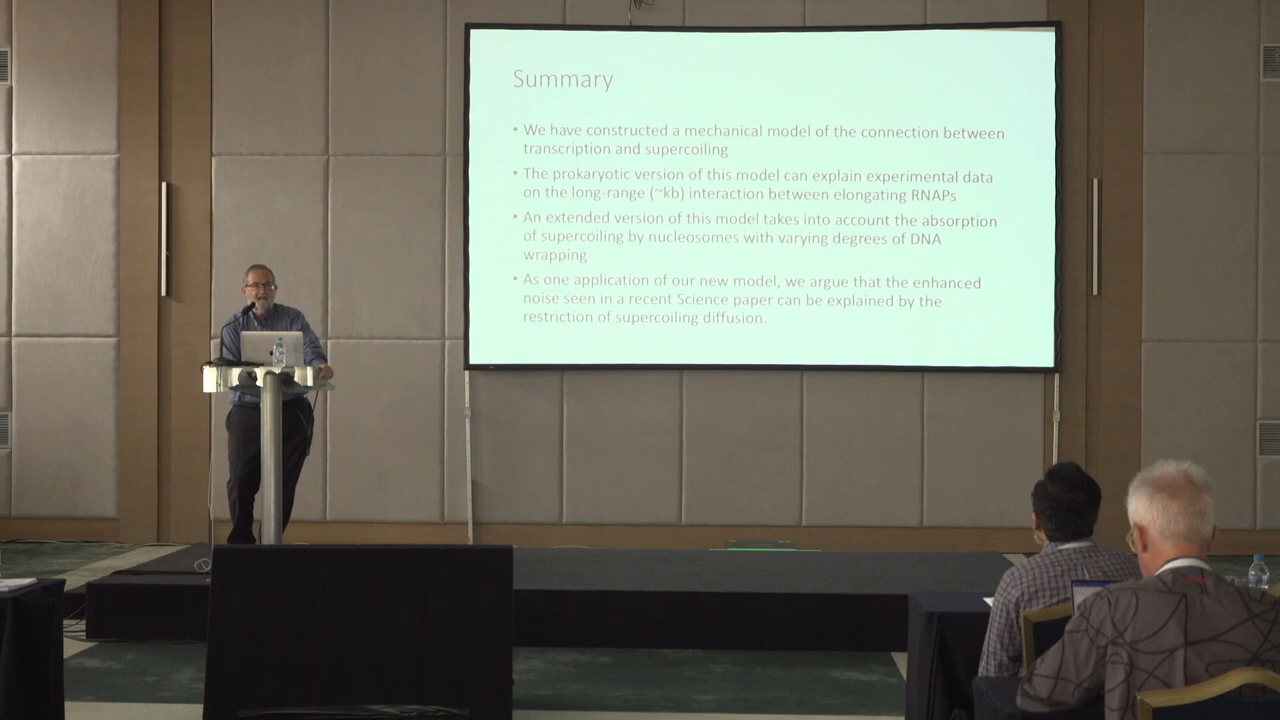 Summary
• We have constructed a mechanical model of the connection between
transcription and supercoiling
• The prokaryotic version of this model can explain experimental data
on the long-range (~kb) interaction between elongating RNAPs
• An extended version of this model takes into account the absorption
of supercoiling by nucleosomes with varying degrees of DNA
wrapping
• As one application of our new model, we argue that the enhanced
noise seen in a recent Science paper can be explained by the
restriction of supercoiling diffusion.